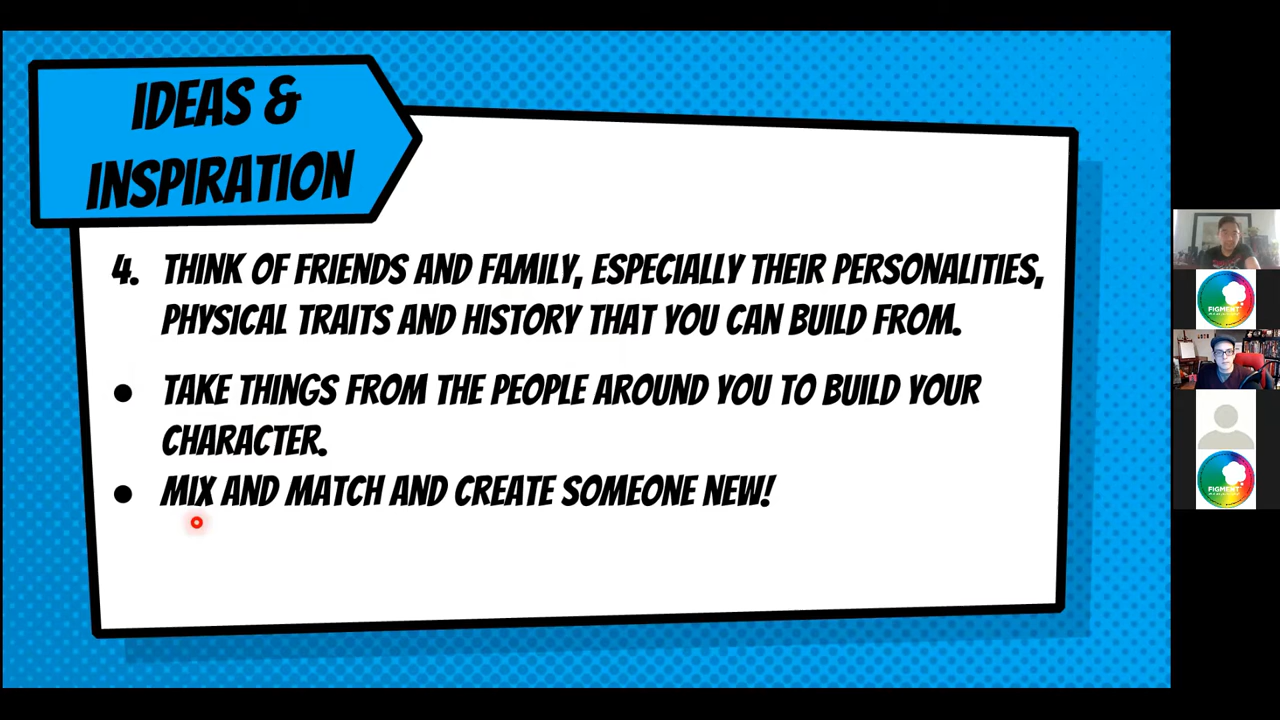 IDEAS &
INSPIRATION
4. THINK OF FRIENDS AND FAMILY, ESPECIALLY THEIR PERSONALITIES,
PHYSICAL TRAITS AND HISTORY THAT YOU CAN BUILD FROM.
● TAKE THINGS FROM THE PEOPLE AROUND YOU TO BUILD YOUR
CHARACTER.
● MIX AND MATCH AND CREATE SOMEONE NEW!
FIGMENT
FIGMENT